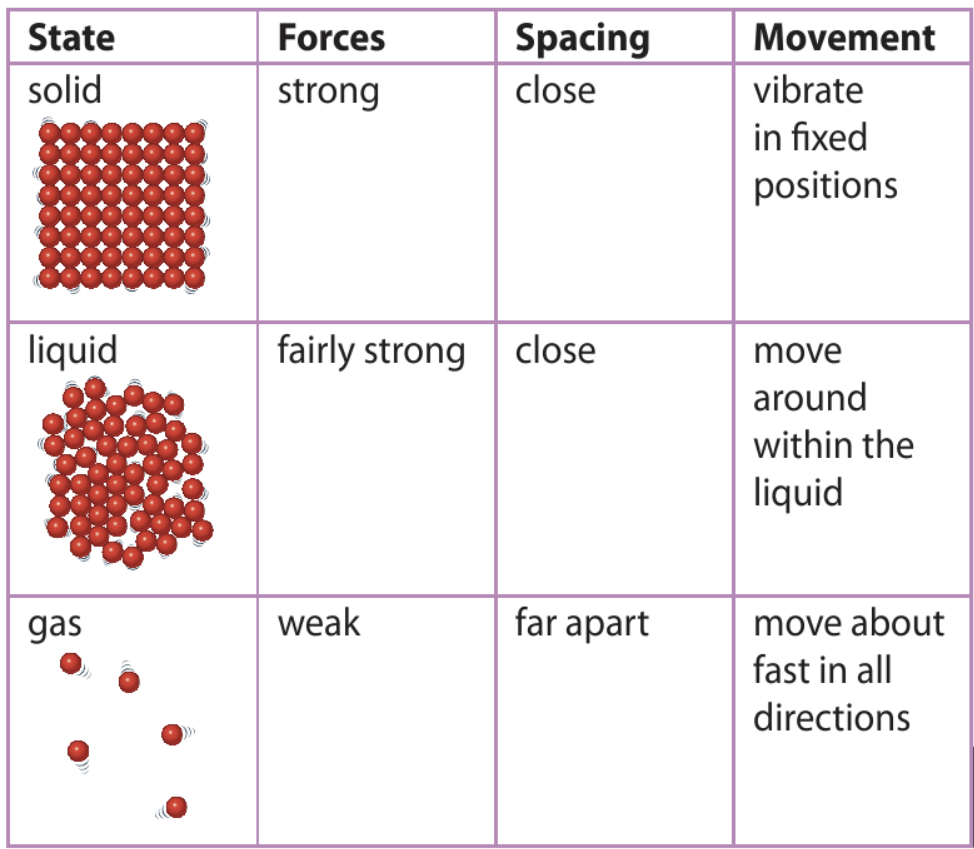 State Forces Spacing Movement
solid strong close vibrate
in fixed
positions
liquid fairly strong close move
around
within the
liquid
gas weak far apart move about
fast in all
directions